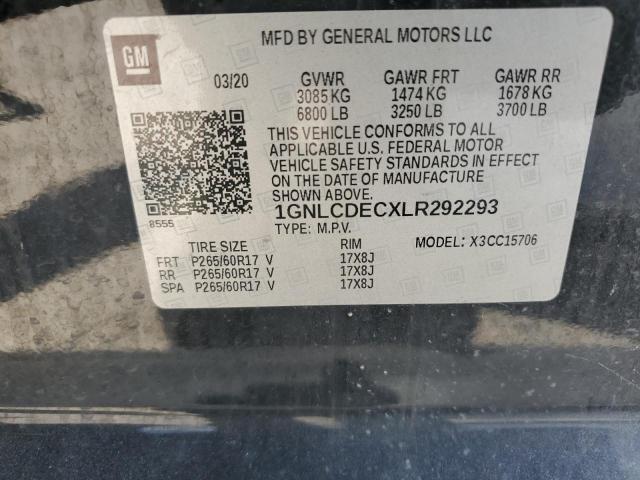 GM
MFD BY GENERAL MOTORS LLC
03/20 GVWR GAWR FRT GAWR RR
3085 KG 1474 KG 1678 KG
6800 LB 3250 LB 3700 LB
THIS VEHICLE CONFORMS TO ALL
APPLICABLE U.S. FEDERAL MOTOR
VEHICLE SAFETY STANDARDS IN EFFECT
ON THE DATE OF MANUFACTURE
SHOWN ABOVE.
8555
1GNLCDECXLR292293
TYPE: M.P.V.
TIRE SIZE RIM MODEL: X3CC15706
FRT P265/60R17 V 17X8J
RR P265/60R17 V 17X8J
SPA P265/60R17 V 17X8J